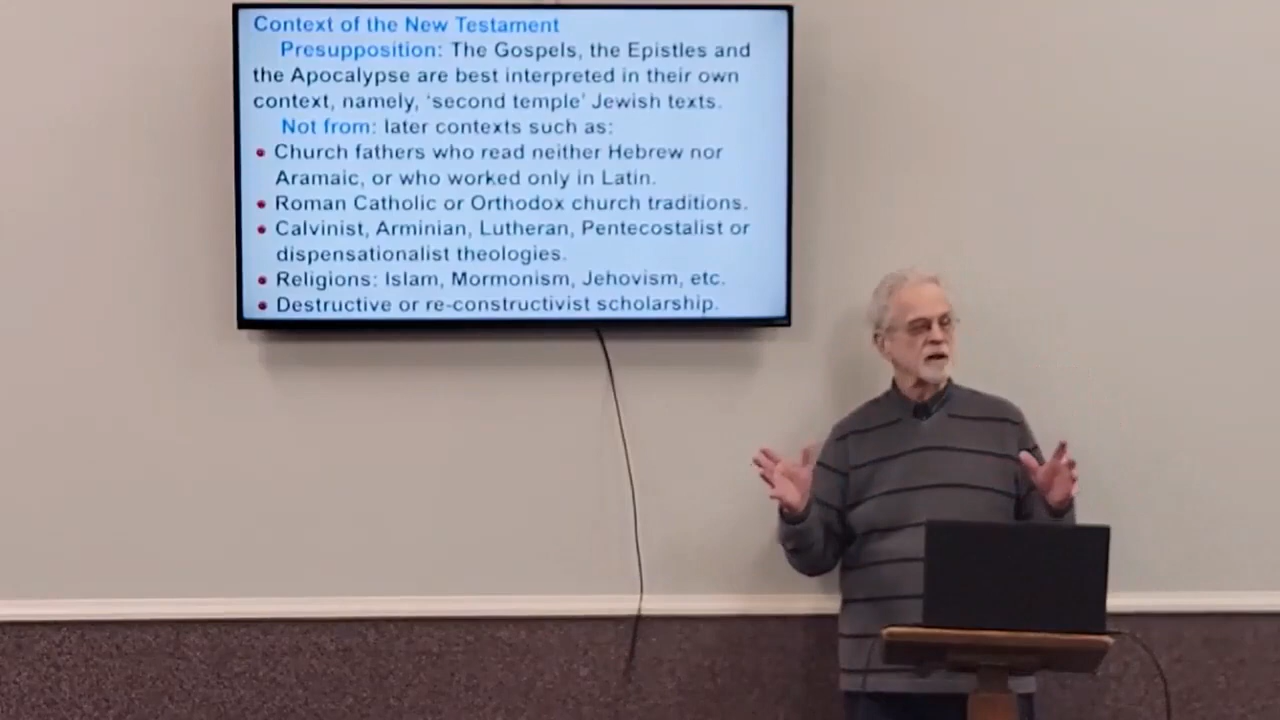 Context of the New Testament
Presupposition: The Gospels, the Epistles and
the Apocalypse are best interpreted in their own
context, namely, ‘second temple’ Jewish texts.
Not from: later contexts such as:
• Church fathers who read neither Hebrew nor
Aramaic, or who worked only in Latin.
• Roman Catholic or Orthodox church traditions.
• Calvinist, Arminian, Lutheran, Pentecostalist or
dispensationalist theologies.
• Religions: Islam, Mormonism, Jehovism, etc.
• Destructive or re-constructivist scholarship.